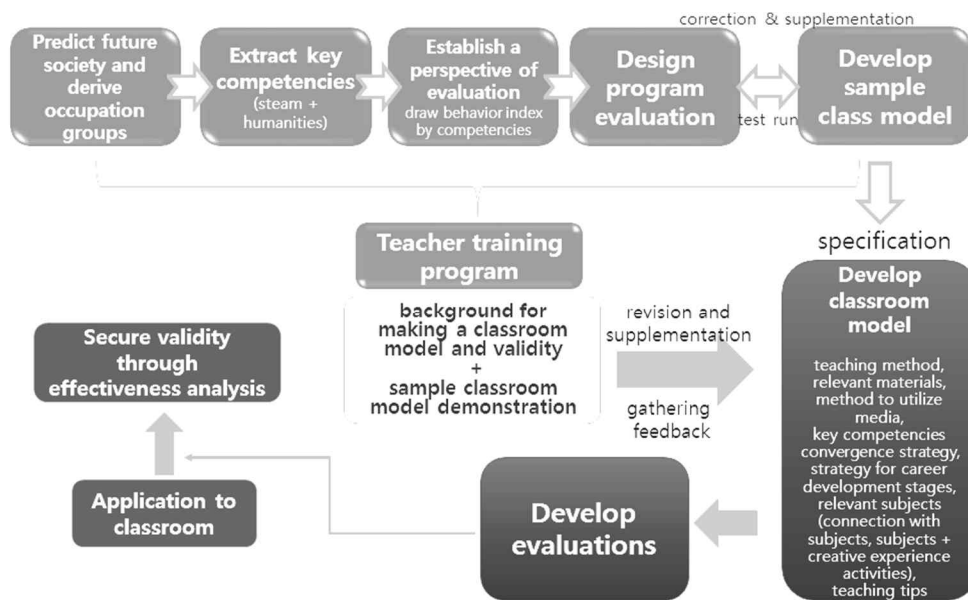 correction & supplementation
Predict future
society and
derive
occupation
groups
Extract key
competencies
(steam +
humanities)
Establish a
perspective of
evaluation
draw behavior index
by competencies
Design
program
evaluation
test run
Develop
sample
class model
specification
Teacher training
program
background for
making a classroom
model and validity
+
sample classroom
model demonstration
revision and
supplementation
gathering
feedback
Develop
classroom
model
teaching method,
relevant materials,
method to utilize
media,
key competencies
convergence strategy,
strategy for career
development stages,
relevant subjects
(connection with
subjects, subjects +
creative experience
activities),
teaching tips
Develop
evaluations
Application to
classroom
Secure validity
through
effectiveness analysis